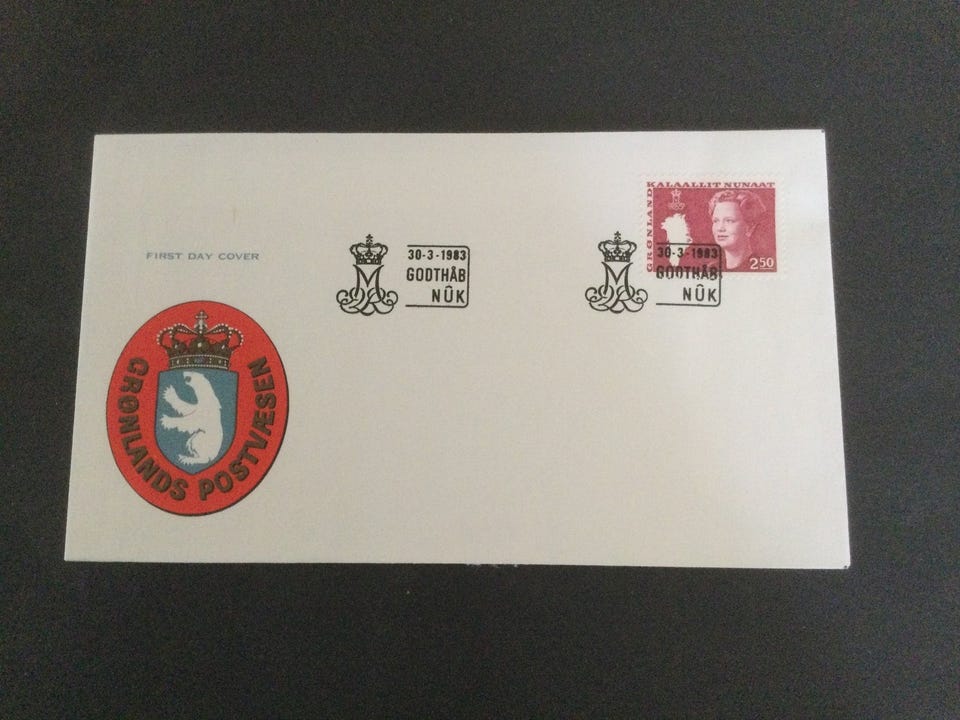 KALAALLIT NUNAAT
GRØNLAND
2.50
30-3-1983
GODTHÅB
NÛK
30-3-1983
GODTHÅB
NÛK
FIRST DAY COVER
GRØNLANDS POSTVÆSEN